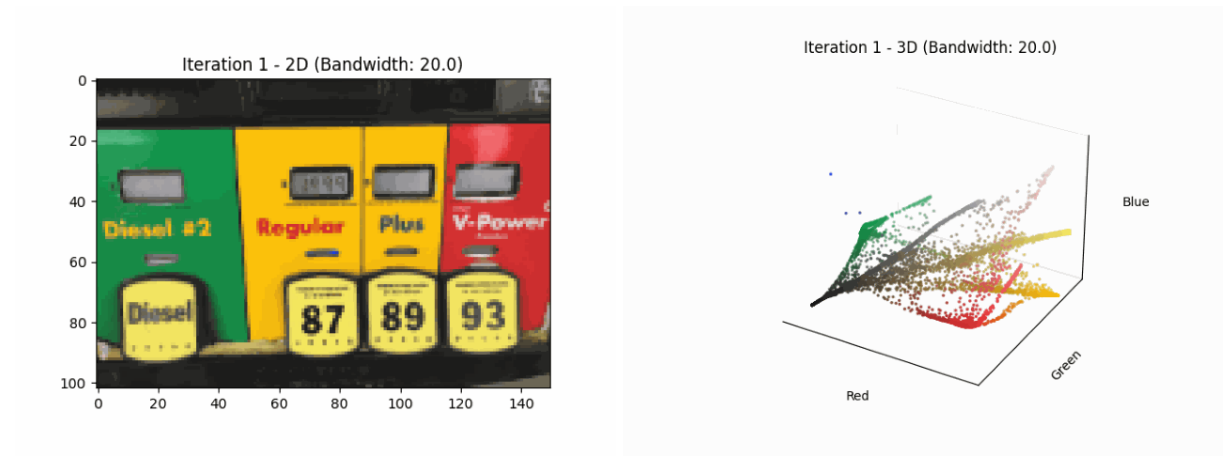 Iteration 1 - 2D (Bandwidth: 20.0)
0
20
40
60
80
100
0 20 40 60 80 100 120 140
Diesel #2
Regular
Plus
V-Power
Diesel
87
89
93
Iteration 1 - 3D (Bandwidth: 20.0)
Blue
Green
Red